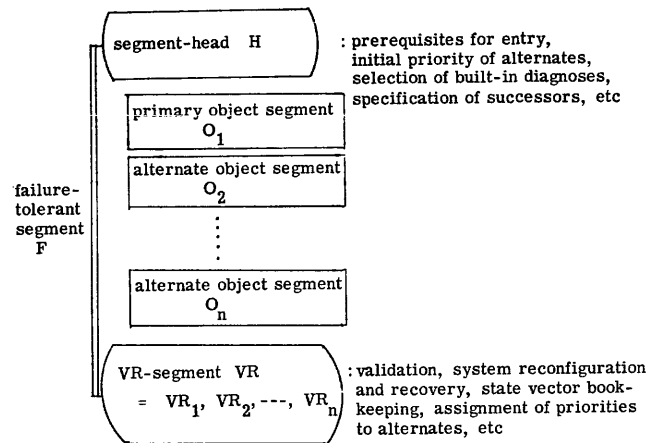 segment-head H
: prerequisites for entry,
initial priority of alternates,
selection of built-in diagnoses,
specification of successors, etc
primary object segment
O1
alternate object segment
O2
failure-
tolerant
segment
F
alternate object segment
On
VR-segment VR
= VR1, VR2, ---, VRn
: validation, system reconfiguration
and recovery, state vector book-
keeping, assignment of priorities
to alternates, etc